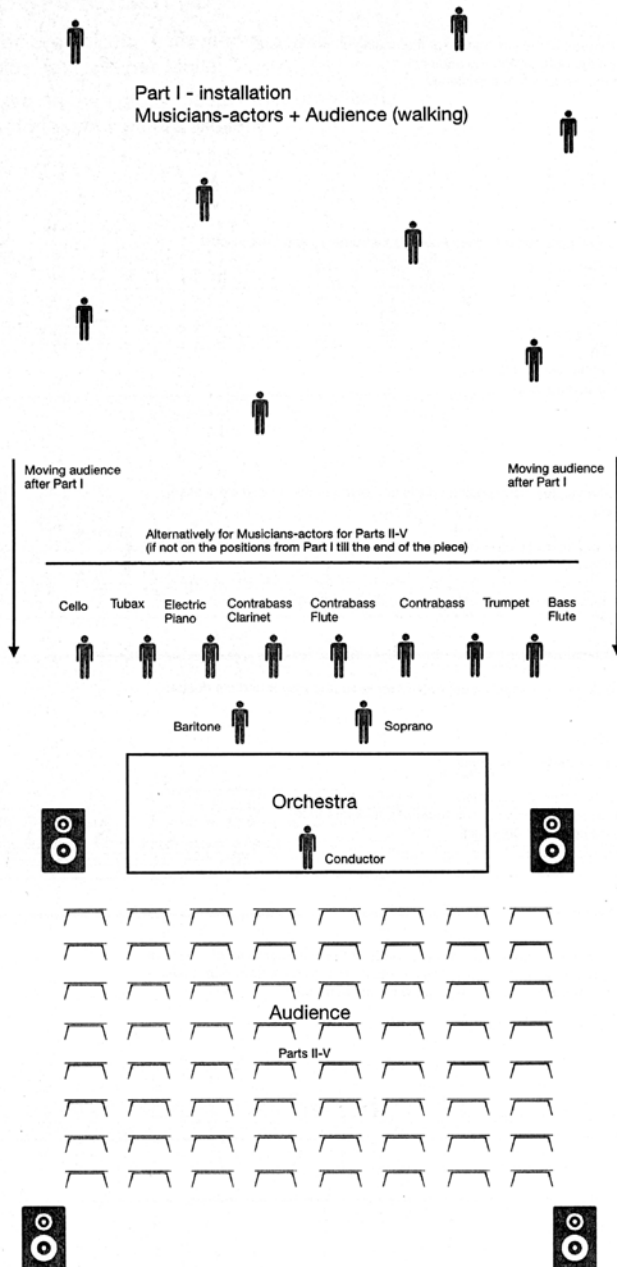 Part I - installation
Musicians-actors + Audience (walking)
Moving audience
after Part I
Moving audience
after Part I
Alternatively for Musicians-actors for Parts II-V
(if not on the positions from Part I till the end of the piece)
Cello
Tubax
Electric
Piano
Contrabass
Clarinet
Contrabass
Flute
Contrabass
Trumpet
Bass
Flute
Baritone
Soprano
Orchestra
Conductor
Audience
Parts II-V